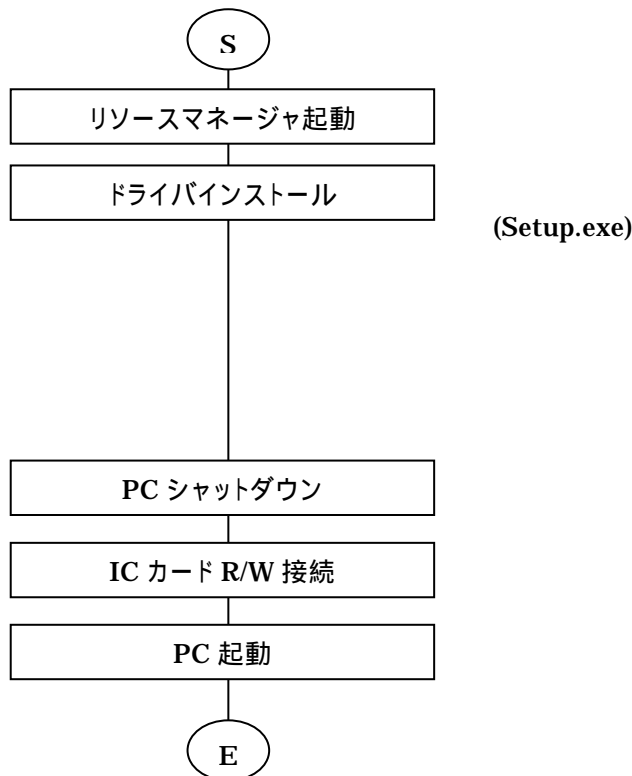 S
リソースマネージャ起動
ドライバインストール
(Setup.exe)
PC シャットダウン
IC カード R/W 接続
PC 起動
E